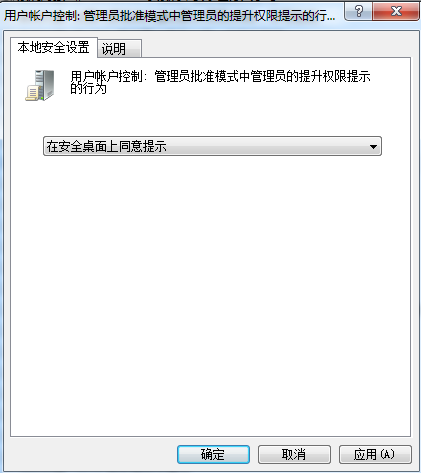 用户帐户控制: 管理员批准模式中管理员的提升权限提示的行...
本地安全设置
说明
用户帐户控制: 管理员批准模式中管理员的提升权限提示
的行为
在安全桌面上同意提示
确定
取消
应用(A)